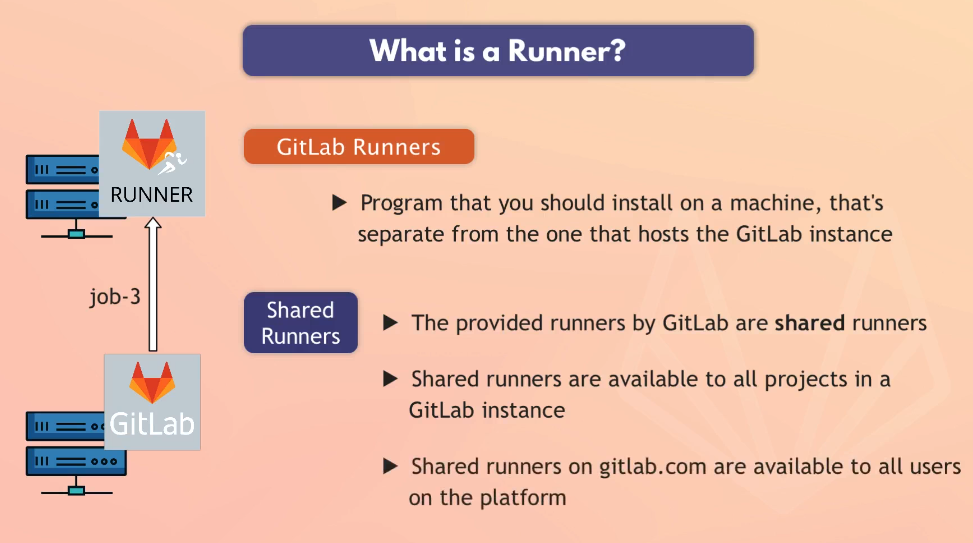 What is a Runner?
RUNNER
job-3
GitLab
GitLab Runners
▶ Program that you should install on a machine, that's
separate from the one that hosts the GitLab instance
Shared
Runners
▶ The provided runners by GitLab are shared runners
▶ Shared runners are available to all projects in a
GitLab instance
▶ Shared runners on gitlab.com are available to all users
on the platform